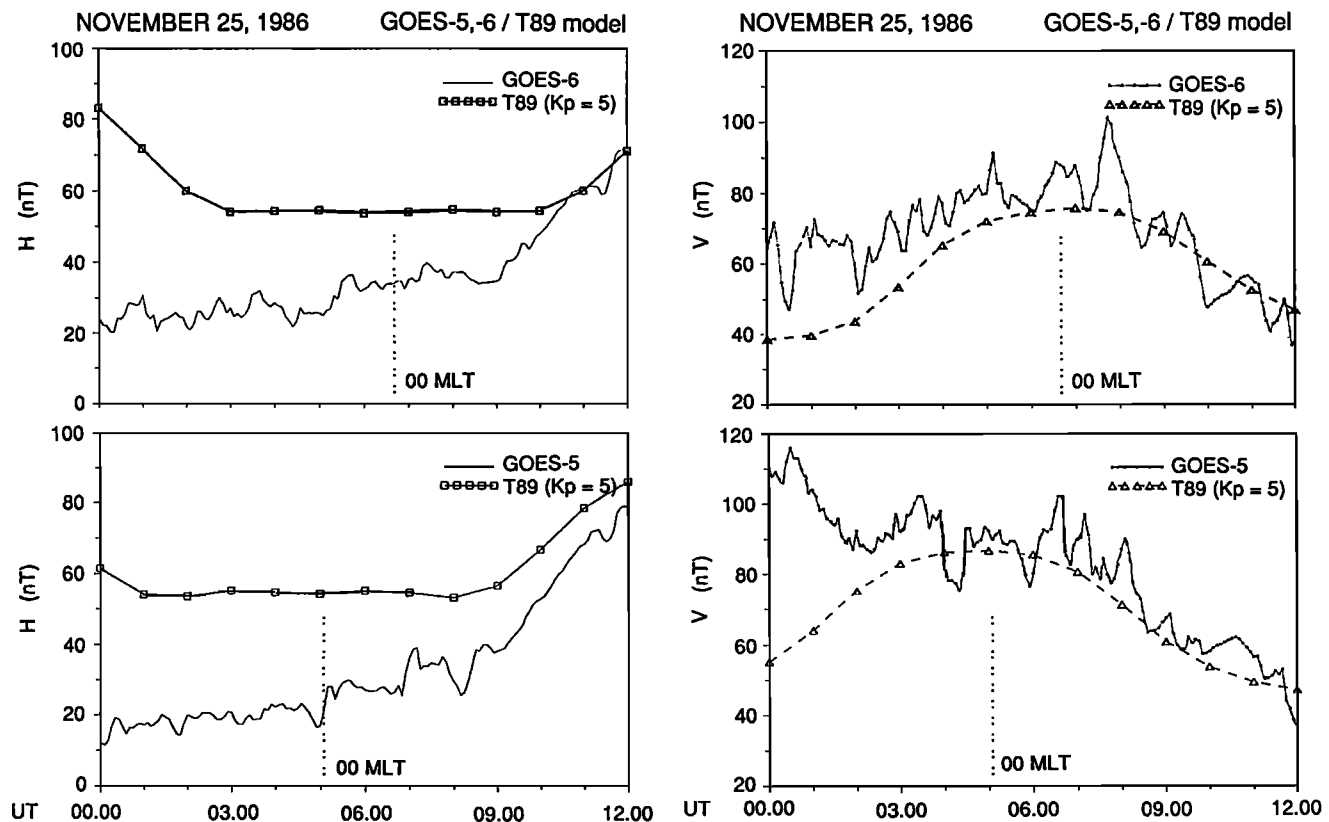 NOVEMBER 25, 1986 GOES-5,-6 / T89 model
100
80
60
40
20
0
H (nT)
GOES-6
T89 (Kp = 5)
00 MLT
NOVEMBER 25, 1986 GOES-5,-6 / T89 model
120
100
80
60
40
20
V (nT)
GOES-6
T89 (Kp = 5)
00 MLT
100
80
60
40
20
0
H (nT)
GOES-5
T89 (Kp = 5)
00 MLT
UT 00.00 03.00 06.00 09.00 12.00
120
100
80
60
40
20
V (nT)
GOES-5
T89 (Kp = 5)
00 MLT
UT 00.00 03.00 06.00 09.00 12.00